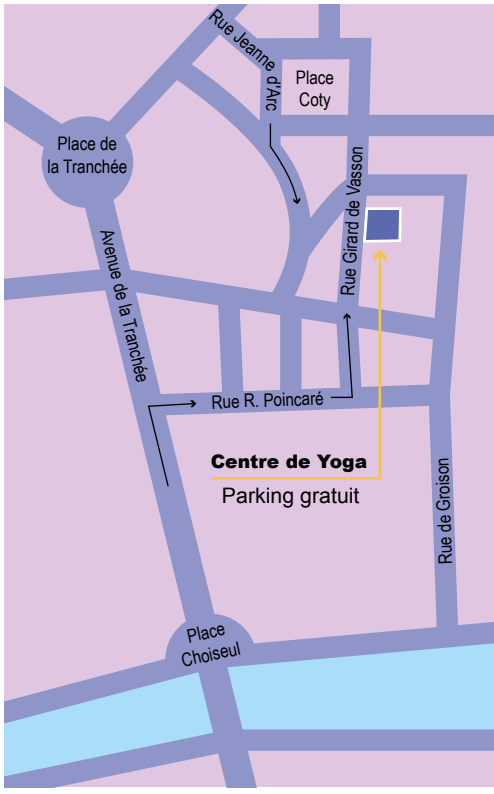 Rue Jeanne
d'Arc
Place
Coty
Place de
la Tranchée
Rue Girard de Vasson
Avenue de la Tranchée
Rue R. Poincaré
Centre de Yoga
Parking gratuit
Rue de Groison
Place
Choiseul